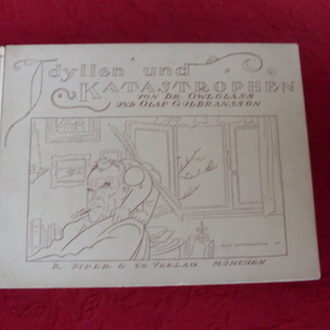 Idyllen und
KATASTROPHEN
VON DR. OWLGLASS
UND OLAF GULBRANSSON
R. PIPER & CO VERLAG MÜNCHEN